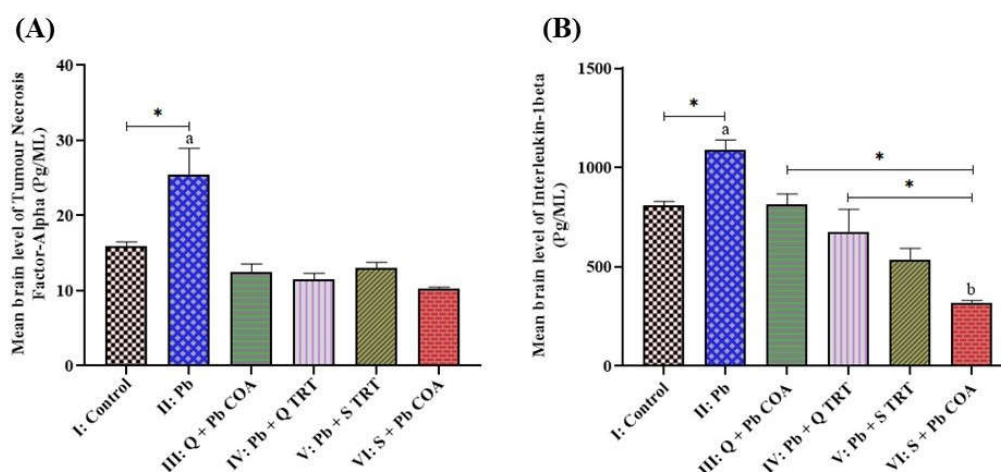 (A)
Mean brain level of Tumour Necrosis
Factor-Alpha (Pg/ML)
40
30
20
10
0
*
a
I: Control
II: Pb
III: Q + Pb COA
IV: Pb + Q TRT
V: Pb + S TRT
VI: S + Pb COA
(B)
Mean brain level of Interleukin-1beta
(Pg/ML)
1500
1000
500
0
*
a
*
*
b
I: Control
II: Pb
III: Q + Pb COA
IV: Pb + Q TRT
V: Pb + S TRT
VI: S + Pb COA